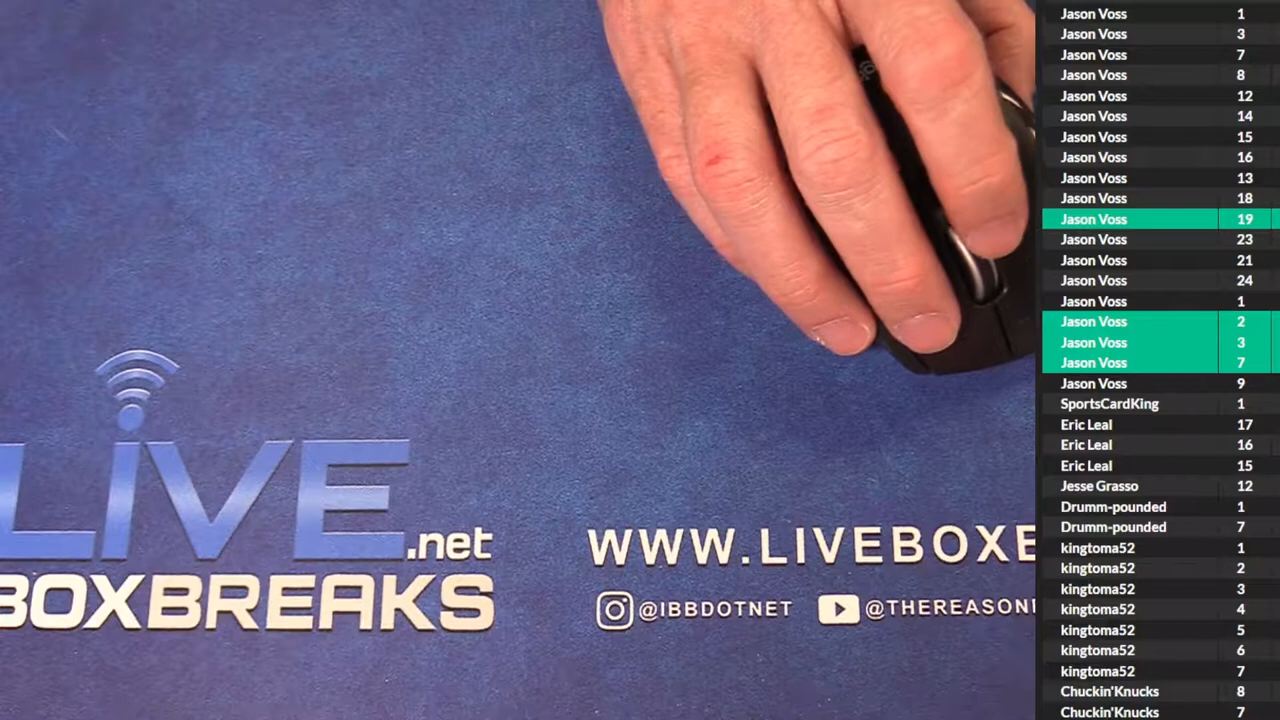 LIVE.net
BOXBREAKS
WWW.LIVEBOXE
@IBBDOTNET
@THEREASON
Jason Voss 1
Jason Voss 3
Jason Voss 7
Jason Voss 8
Jason Voss 12
Jason Voss 14
Jason Voss 15
Jason Voss 16
Jason Voss 13
Jason Voss 18
Jason Voss 19
Jason Voss 23
Jason Voss 21
Jason Voss 24
Jason Voss 1
Jason Voss 2
Jason Voss 3
Jason Voss 7
Jason Voss 9
SportsCardKing 1
Eric Leal 17
Eric Leal 16
Eric Leal 15
Jesse Grasso 12
Drumm-pounded 1
Drumm-pounded 7
kingtoma52 1
kingtoma52 2
kingtoma52 3
kingtoma52 4
kingtoma52 5
kingtoma52 6
kingtoma52 7
Chuckin'Knucks 8
Chuckin'Knucks 7